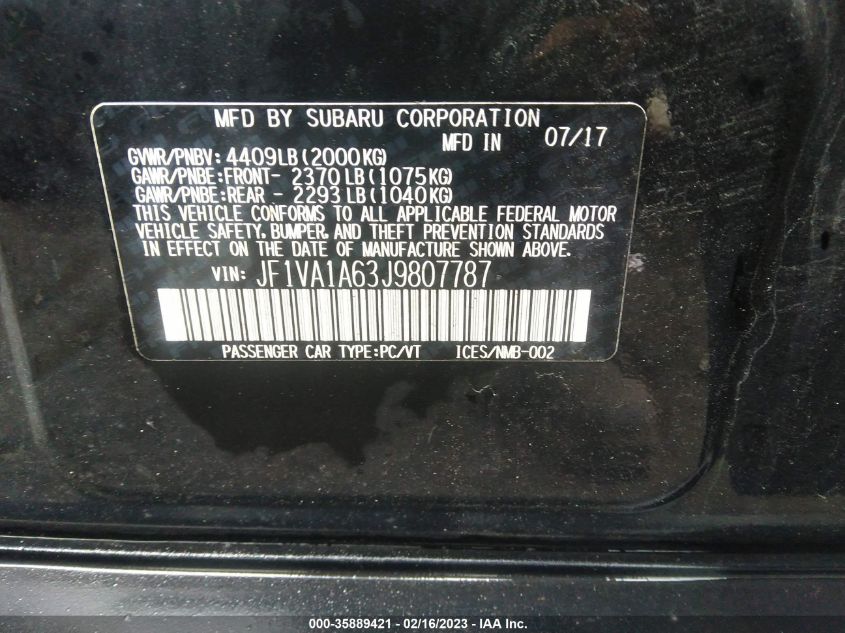 MFD BY SUBARU CORPORATION
MFD IN 07/17
GVWR/PNBV: 4409LB(2000KG)
GAWR/PNBE:FRONT- 2370LB(1075KG)
GAWR/PNBE:REAR - 2293LB(1040KG)
THIS VEHICLE CONFORMS TO ALL APPLICABLE FEDERAL MOTOR
VEHICLE SAFETY, BUMPER, AND THEFT PREVENTION STANDARDS
IN EFFECT ON THE DATE OF MANUFACTURE SHOWN ABOVE.
VIN: JF1VA1A63J9807787
PASSENGER CAR TYPE:PC/VT ICES/NMB-002
000-35889421 - 02/16/2023 - IAA Inc.